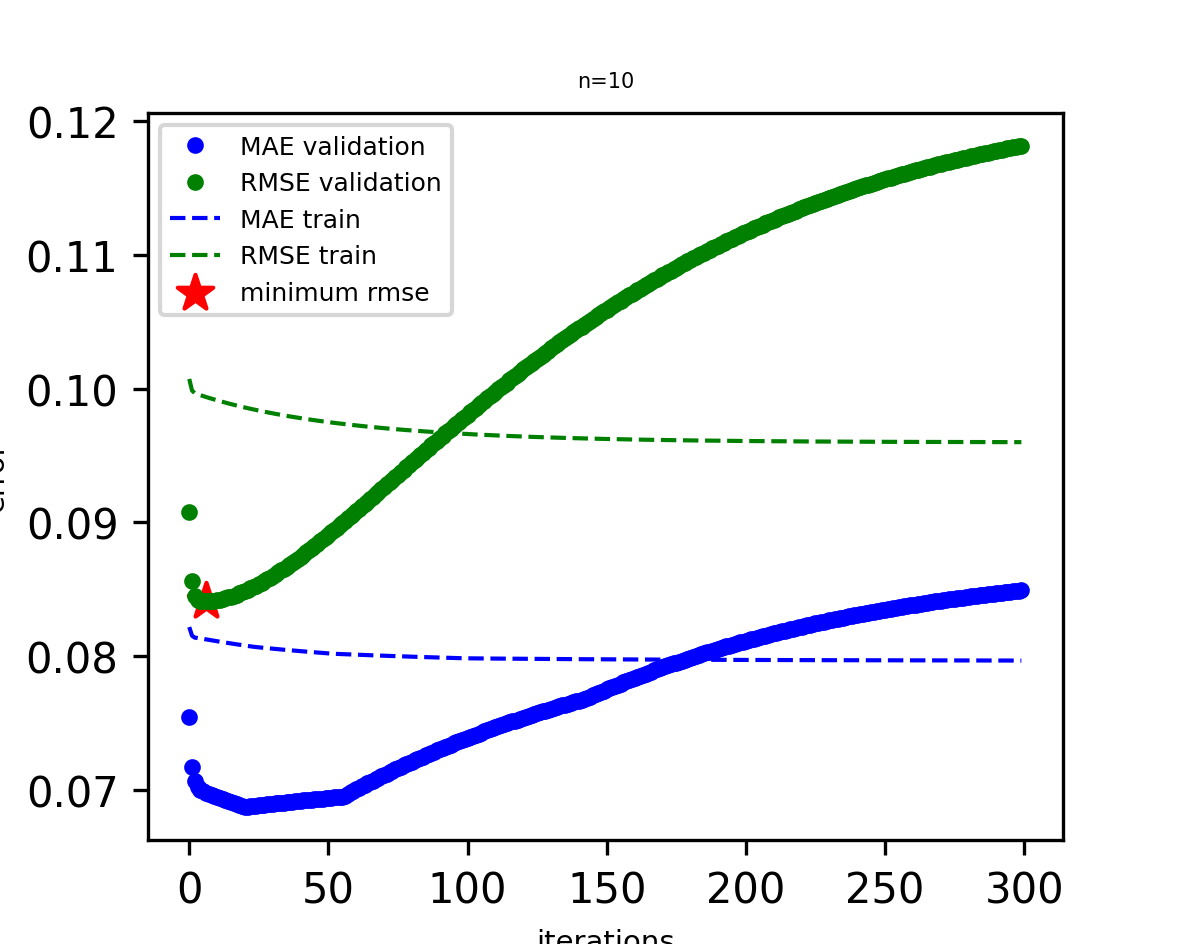 n=10
0.12
0.11
0.10
0.09
0.08
0.07
MAE validation
RMSE validation
MAE train
RMSE train
minimum rmse
0 50 100 150 200 250 300
iterations